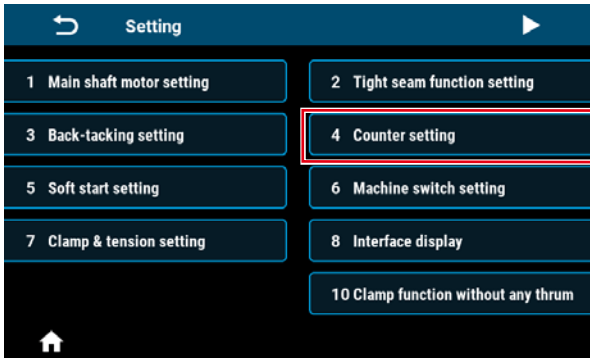 Setting
1 Main shaft motor setting
2 Tight seam function setting
3 Back-tacking setting
4 Counter setting
5 Soft start setting
6 Machine switch setting
7 Clamp & tension setting
8 Interface display
10 Clamp function without any thrum